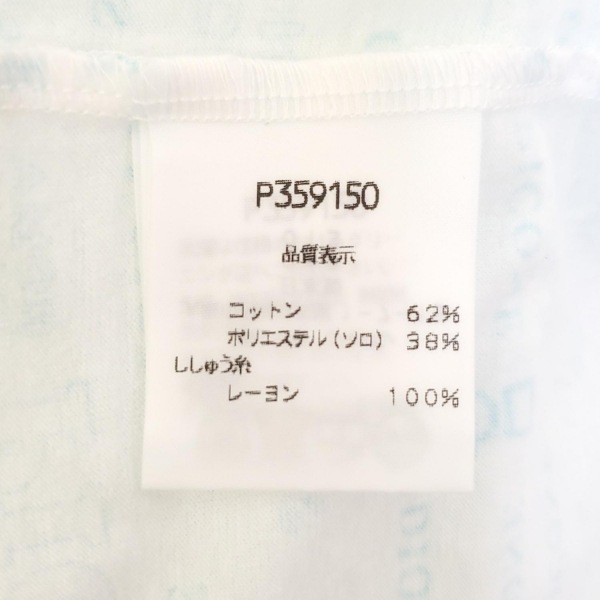 P359150
品質表示
コットン 62%
ポリエステル(ソロ) 38%
ししゅう糸
レーヨン 100%